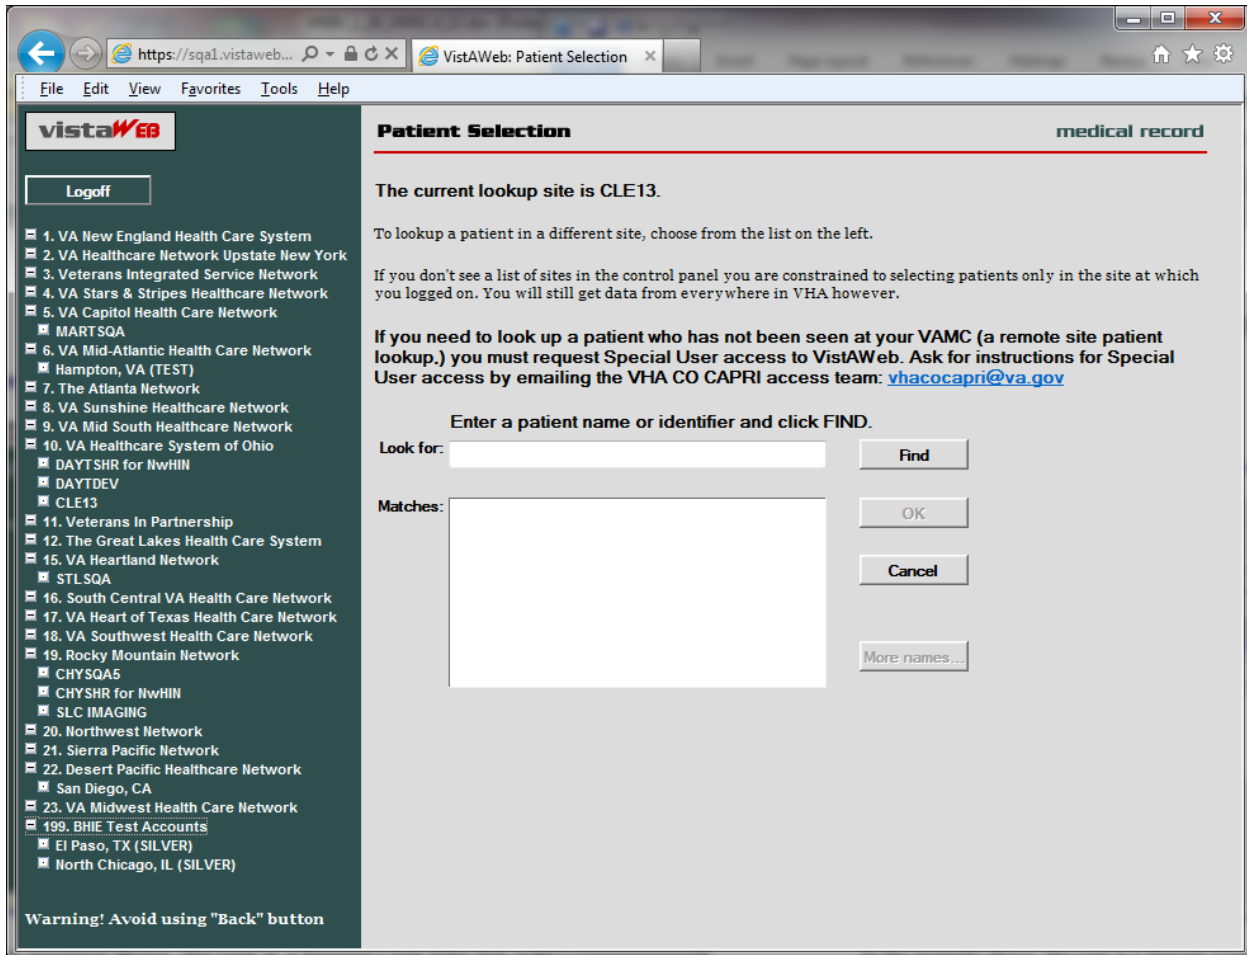 https://sqa1.vistaweb...
VistAWeb: Patient Selection
File Edit View Favorites Tools Help
vistaWEB
Logoff
1. VA New England Health Care System
2. VA Healthcare Network Upstate New York
3. Veterans Integrated Service Network
4. VA Stars & Stripes Healthcare Network
5. VA Capitol Health Care Network
MARTSQA
6. VA Mid-Atlantic Health Care Network
Hampton, VA (TEST)
7. The Atlanta Network
8. VA Sunshine Healthcare Network
9. VA Mid South Healthcare Network
10. VA Healthcare System of Ohio
DAYTSHR for NwHIN
DAYTDEV
CLE13
11. Veterans In Partnership
12. The Great Lakes Health Care System
15. VA Heartland Network
STLSQA
16. South Central VA Health Care Network
17. VA Heart of Texas Health Care Network
18. VA Southwest Health Care Network
19. Rocky Mountain Network
CHYSQA5
CHYSHR for NwHIN
SLC IMAGING
20. Northwest Network
21. Sierra Pacific Network
22. Desert Pacific Healthcare Network
San Diego, CA
23. VA Midwest Health Care Network
199. BHIE Test Accounts
El Paso, TX (SILVER)
North Chicago, IL (SILVER)
Warning! Avoid using "Back" button
Patient Selection medical record
The current lookup site is CLE13.
To lookup a patient in a different site, choose from the list on the left.
If you don't see a list of sites in the control panel you are constrained to selecting patients only in the site at which
you logged on. You will still get data from everywhere in VHA however.
If you need to look up a patient who has not been seen at your VAMC (a remote site patient
lookup,) you must request Special User access to VistAWeb. Ask for instructions for Special
User access by emailing the VHA CO CAPRI access team: vhacocapri@va.gov
Enter a patient name or identifier and click FIND.
Look for: Find
Matches: OK
Cancel
More names...